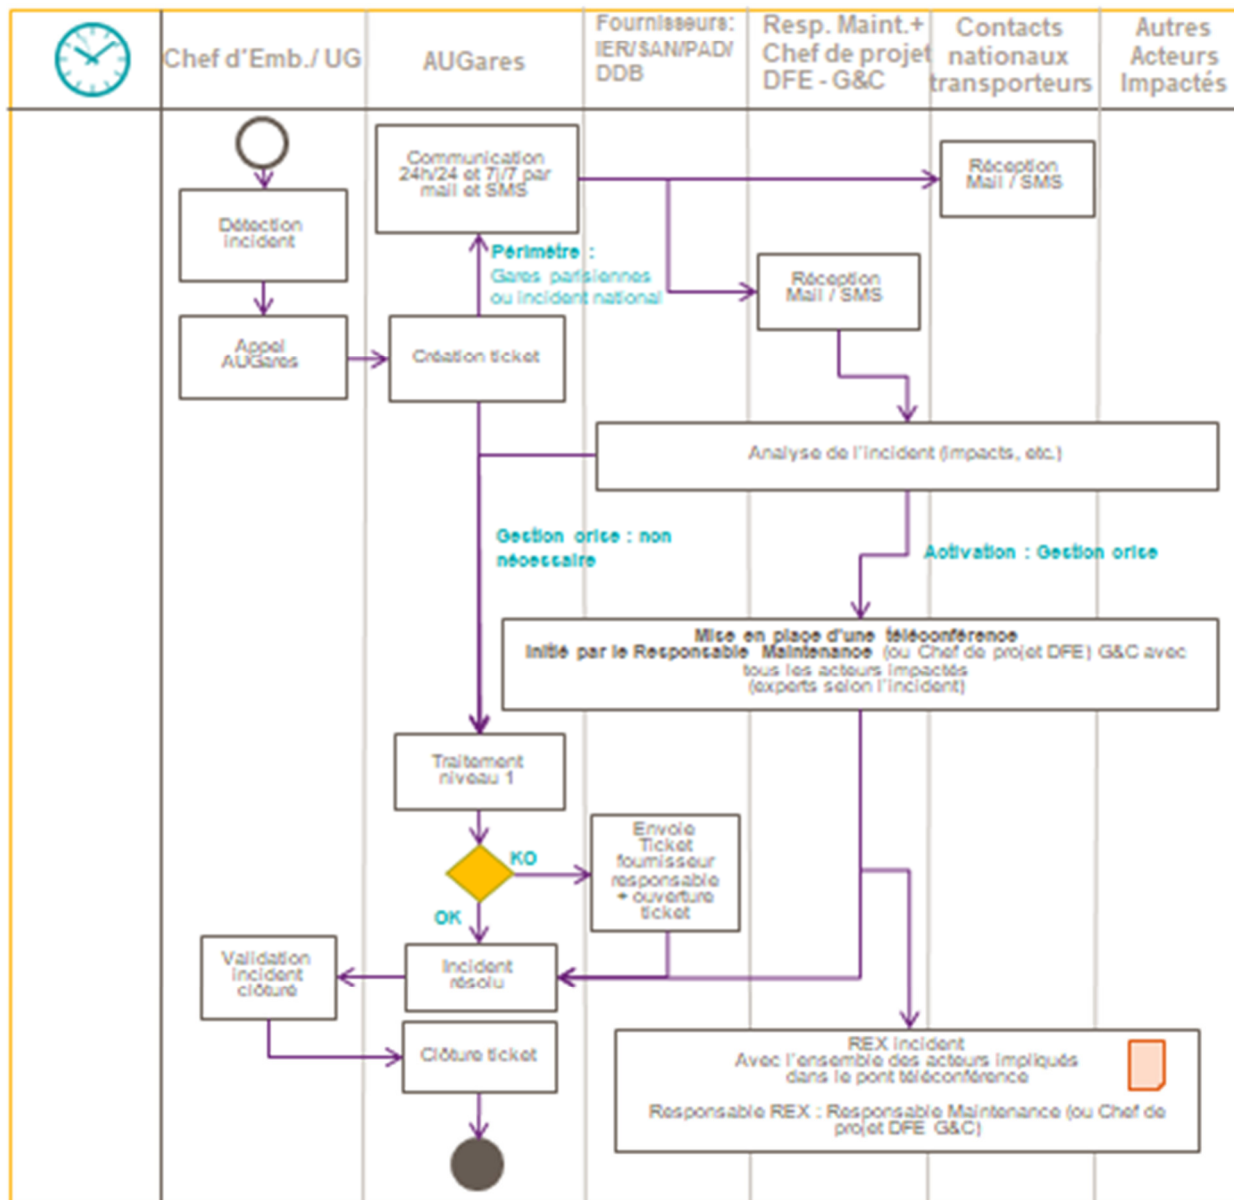 Chef d'Emb./ UG
AUGares
Fournisseurs:
IER/SAN/PAD/
DDB
Resp. Maint.+
Chef de projet
DFE - G&C
Contacts
nationaux
transporteurs
Autres
Acteurs
Impactés
Communication
24h/24 et 7j/7 par
mail et SMS
Réception
Mail / SMS
Détection
incident
Périmétre :
Gares parisiennes
ou incident national
Réception
Mail / SMS
Appel
AUGares
Création ticket
Analyse de l'incident (impacts, etc.)
Gestion crise : non
nécessaire
Activation : Gestion crise
Mise en place d'une téléconférence
Initié par le Responsable Maintenance (ou Chef de projet DFE) G&C avec
tous les acteurs impactés
(experts selon l'incident)
Traitement
niveau 1
KO
Envoie
Ticket
fournisseur
responsable
+ ouverture
ticket
OK
Validation
incident
clôturé
Incident
résolu
Clôture ticket
REX incident
Avec l'ensemble des acteurs impliqués
dans le pont téléconférence
Responsable REX : Responsable Maintenance (ou Chef de
projet DFE G&C)